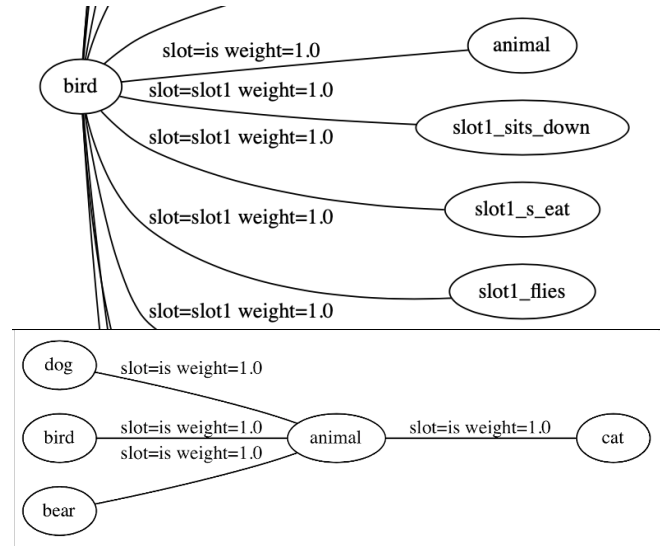 slot=is weight=1.0
animal
bird
slot=slot1 weight=1.0
slot1_sits_down
slot=slot1 weight=1.0
slot1_s_eat
slot=slot1 weight=1.0
slot1_flies
slot=slot1 weight=1.0
dog
slot=is weight=1.0
bird
slot=is weight=1.0
animal
slot=is weight=1.0
cat
slot=is weight=1.0
bear